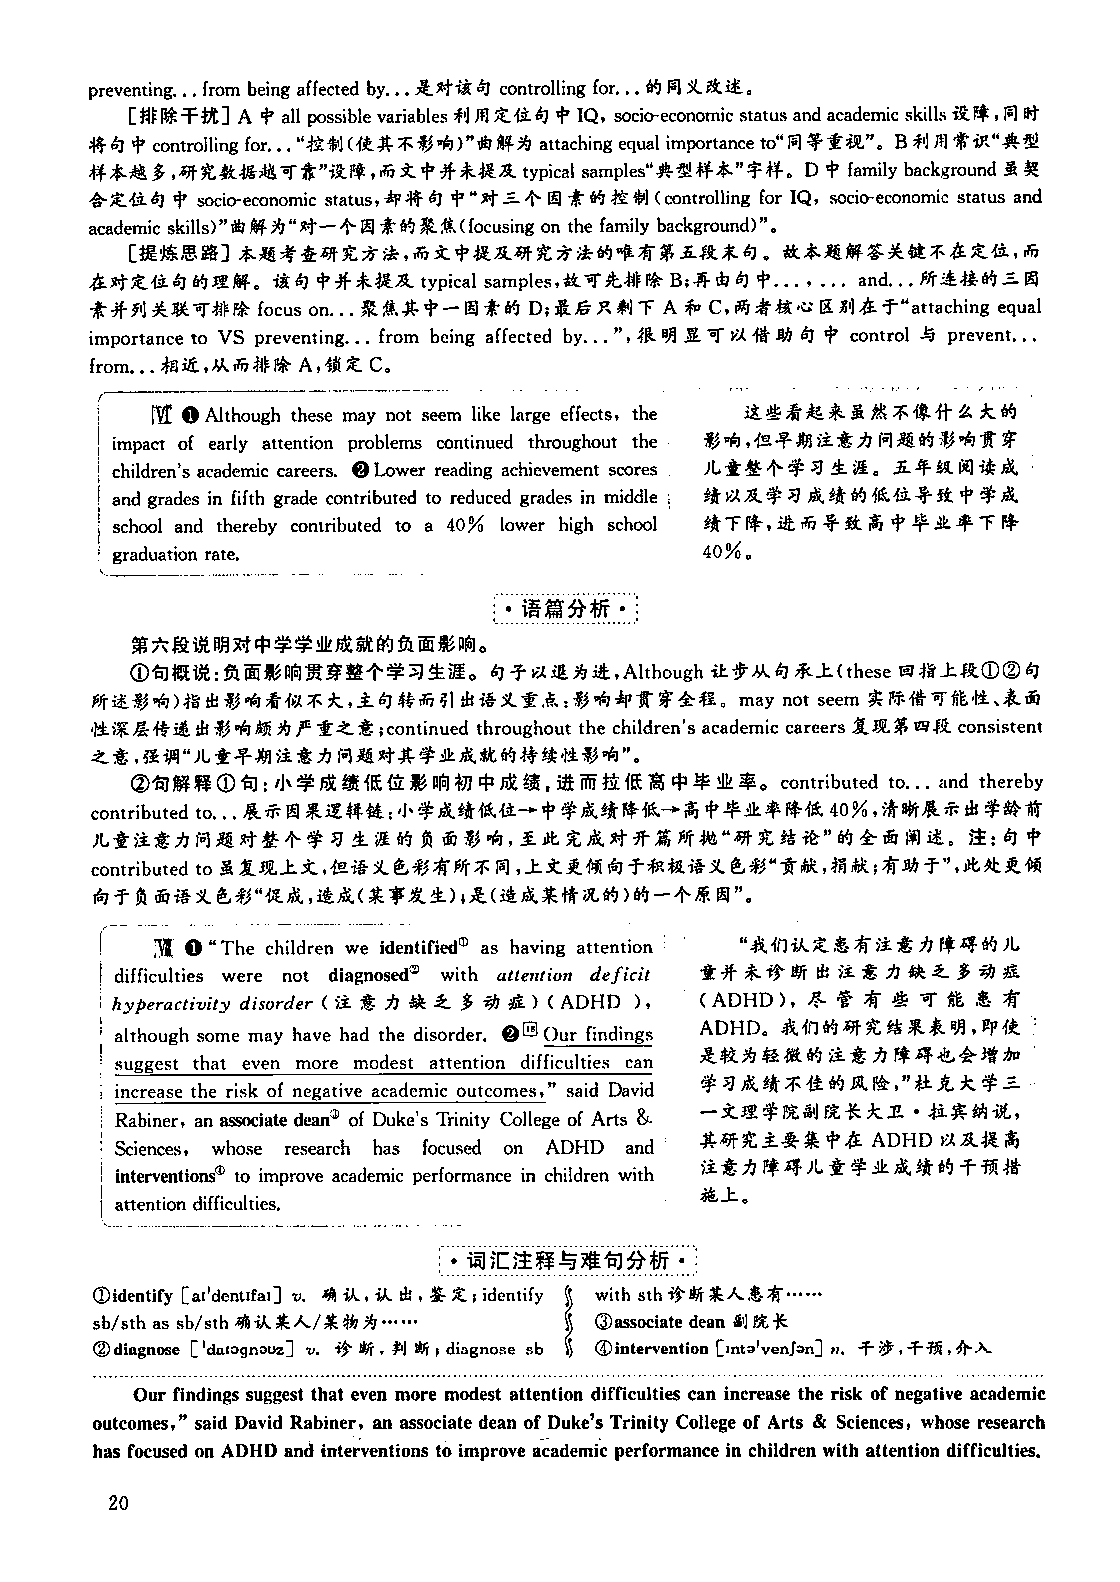 preventing... from being affected by...是对该句 controlling for...的同义改述。
[排除干扰] A 中 all possible variables 利用定位句中 IQ, socio-economic status and academic skills 设障,同时
将句中 controlling for..."控制(使其不影响)"曲解为 attaching equal importance to"同等重视"。B 利用常识"典型
样本越多,研究数据越可靠"设障,而文中并未提及 typical samples"典型样本"字样。D 中 family background 虽契
合定位句中 socio-economic status,却将句中"对三个因素的控制(controlling for IQ, socio-economic status and
academic skills)"曲解为"对一个因素的聚焦(focusing on the family background)"。
[提炼思路] 本题考查研究方法,而文中提及研究方法的唯有第五段末句。故本题解答关键不在定位,而
在对定位句的理解。该句中并未提及 typical samples,故可先排除 B;再由句中..., ... and...所连接的三因
素并列关联可排除 focus on...聚焦其中一因素的 D;最后只剩下 A 和 C,两者核心区别在于"attaching equal
importance to VS preventing... from being affected by...",很明显可以借助句中 control 与 prevent...
from...相近,从而排除 A,锁定 C。
Ⅵ ❶ Although these may not seem like large effects, the
impact of early attention problems continued throughout the
children's academic careers. ❷ Lower reading achievement scores
and grades in fifth grade contributed to reduced grades in middle
school and thereby contributed to a 40% lower high school
graduation rate.
这些看起来虽然不像什么大的
影响,但早期注意力问题的影响贯穿
儿童整个学习生涯。五年级阅读成
绩以及学习成绩的低位导致中学成
绩下降,进而导致高中毕业率下降
40%。
·语篇分析·
第六段说明对中学学业成就的负面影响。
①句概说:负面影响贯穿整个学习生涯。句子以退为进,Although 让步从句承上(these 回指上段①②句
所述影响)指出影响看似不大,主句转而引出语义重点:影响却贯穿全程。may not seem 实际借可能性、表面
性深层传递出影响颇为严重之意;continued throughout the children's academic careers 复现第四段 consistent
之意,强调"儿童早期注意力问题对其学业成就的持续性影响"。
②句解释①句:小学成绩低位影响初中成绩,进而拉低高中毕业率。contributed to... and thereby
contributed to...展示因果逻辑链:小学成绩低位→中学成绩降低→高中毕业率降低 40%,清晰展示出学龄前
儿童注意力问题对整个学习生涯的负面影响,至此完成对开篇所抛"研究结论"的全面阐述。注:句中
contributed to 虽复现上文,但语义色彩有所不同,上文更倾向于积极语义色彩"贡献,捐献;有助于",此处更倾
向于负面语义色彩"促成,造成(某事发生);是(造成某情况的)的一个原因"。
Ⅶ ❶ "The children we identified① as having attention
difficulties were not diagnosed② with attention deficit
hyperactivity disorder (注意力缺乏多动症) (ADHD ),
although some may have had the disorder. ❷[18] Our findings
suggest that even more modest attention difficulties can
increase the risk of negative academic outcomes," said David
Rabiner, an associate dean③ of Duke's Trinity College of Arts &
Sciences, whose research has focused on ADHD and
interventions④ to improve academic performance in children with
attention difficulties.
"我们认定患有注意力障碍的儿
童并未诊断出注意力缺乏多动症
(ADHD),尽管有些可能患有
ADHD。我们的研究结果表明,即使
是较为轻微的注意力障碍也会增加
学习成绩不佳的风险,"杜克大学三
一文理学院副院长大卫·拉宾纳说,
其研究主要集中在 ADHD 以及提高
注意力障碍儿童学业成绩的干预措
施上。
·词汇注释与难句分析·
①identify [aɪˈdentɪfaɪ] v. 确认,认出,鉴定;identify
sb/sth as sb/sth 确认某人/某物为……
②diagnose [ˈdaɪəgnəʊz] v. 诊断,判断;diagnose sb
with sth 诊断某人患有……
③associate dean 副院长
④intervention [ɪntəˈvenʃən] n. 干涉,干预,介入
Our findings suggest that even more modest attention difficulties can increase the risk of negative academic
outcomes," said David Rabiner, an associate dean of Duke's Trinity College of Arts & Sciences, whose research
has focused on ADHD and interventions to improve academic performance in children with attention difficulties.
20